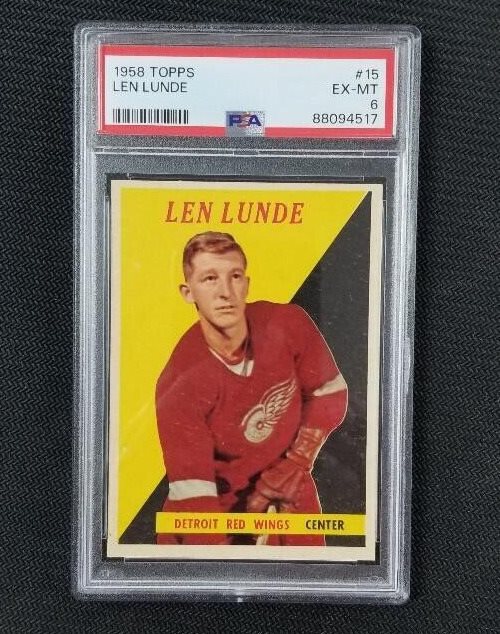 1958 TOPPS #15
LEN LUNDE EX-MT
6
PSA 88094517
LEN LUNDE
DETROIT RED WINGS CENTER